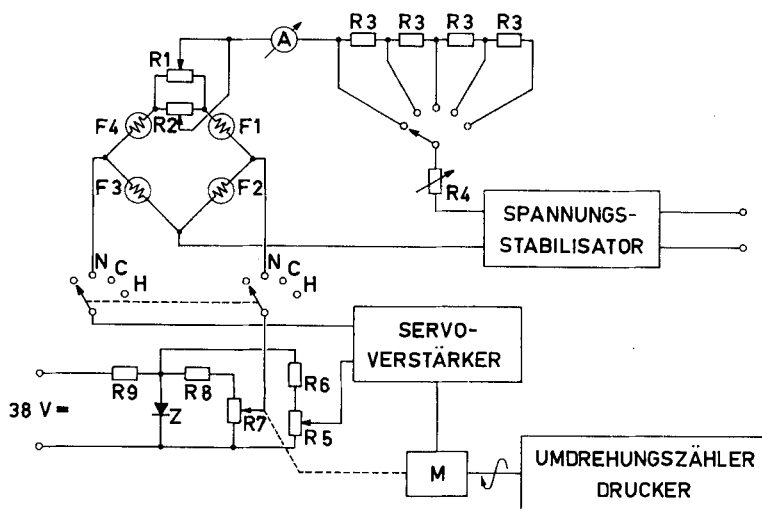 R3 R3 R3 R3
A
R1
R2
F4 F1
F3 F2
R4
SPANNUNGS-
STABILISATOR
N C H
N C H
SERVO-
VERSTÄRKER
R9 R8 R6
38 V =
Z R7 R5
M
UMDREHUNGSZÄHLER
DRUCKER